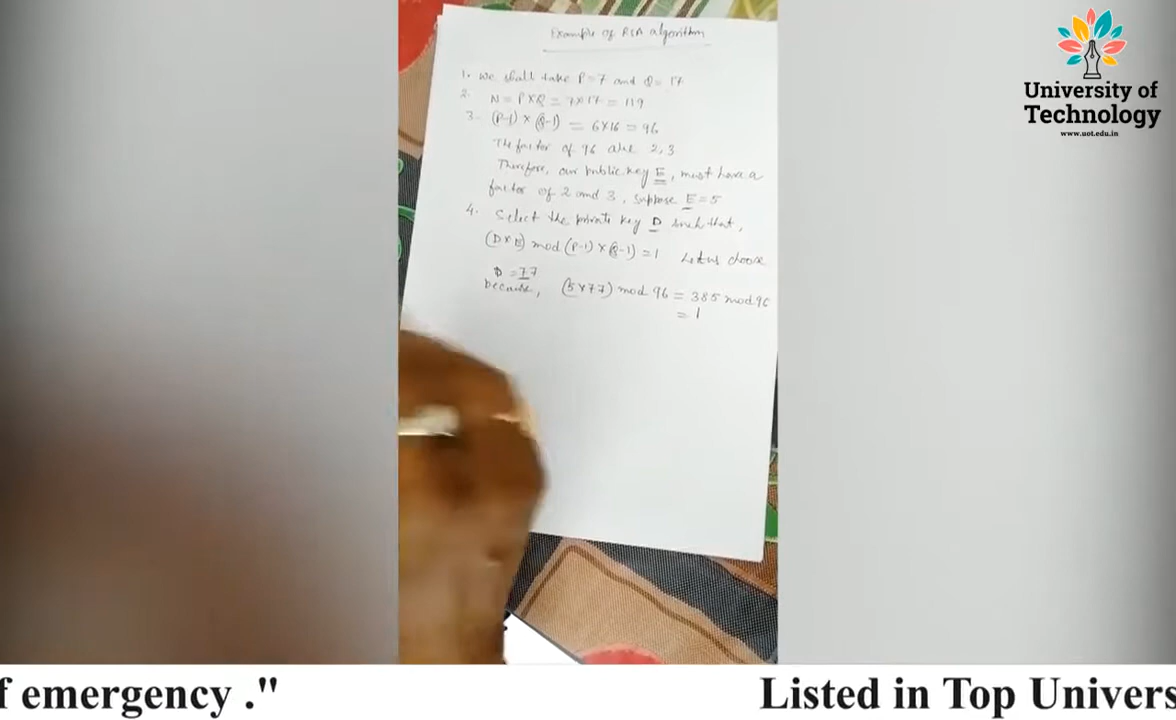 Example of RSA algorithm
1. We shall take P = 7 and Q = 17
2. N = P X Q = 7 X 17 = 119
3. (P-1) X (Q-1) = 6 X 16 = 96
The factor of 96 are 2, 3
Therefore, our public key E, must have a
factor of 2 and 3, Suppose E = 5
4. Select the private key D such that,
(D X E) mod (P-1) X (Q-1) = 1 Let us choose
D = 77
because, (5 X 77) mod 96 = 385 mod 96
= 1
University of
Technology
www.uot.edu.in
f emergency ." Listed in Top Univers